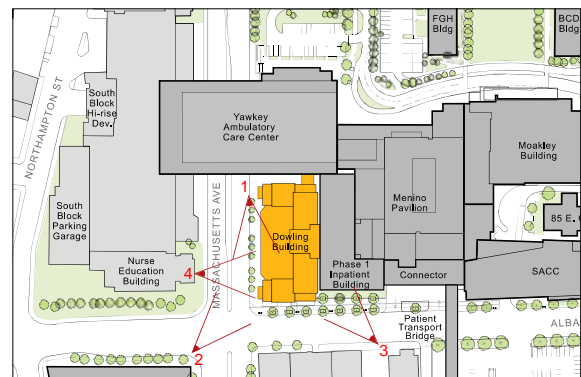 FGH
Bldg
BCD
Bldg
NORTHAMPTON ST
South
Block
Hi-rise
Dev.
Yawkey
Ambulatory
Care Center
Moakley
Building
MASSACHUSETTS AVE
1
Menino
Pavilion
South
Block
Parking
Garage
Dowling
Building
85 E. C
Nurse
Education
Building
4
Phase 1
Inpatient
Building
Connector
SACC
Patient
Transport
Bridge
ALBA
2
3